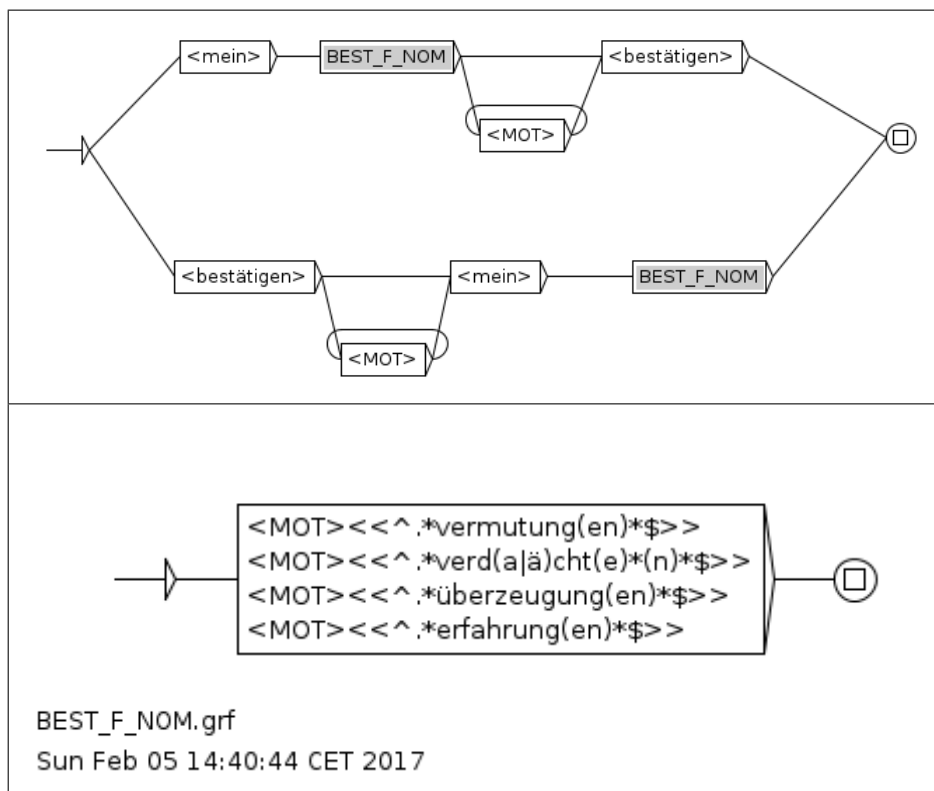 <mein> BEST_F_NOM <bestätigen>
<MOT>
<bestätigen> <mein> BEST_F_NOM
<MOT>
<MOT><<^.*vermutung(en)*$>>
<MOT><<^.*verd(a|ä)cht(e)*(n)*$>>
<MOT><<^.*überzeugung(en)*$>>
<MOT><<^.*erfahrung(en)*$>>
BEST_F_NOM.grf
Sun Feb 05 14:40:44 CET 2017